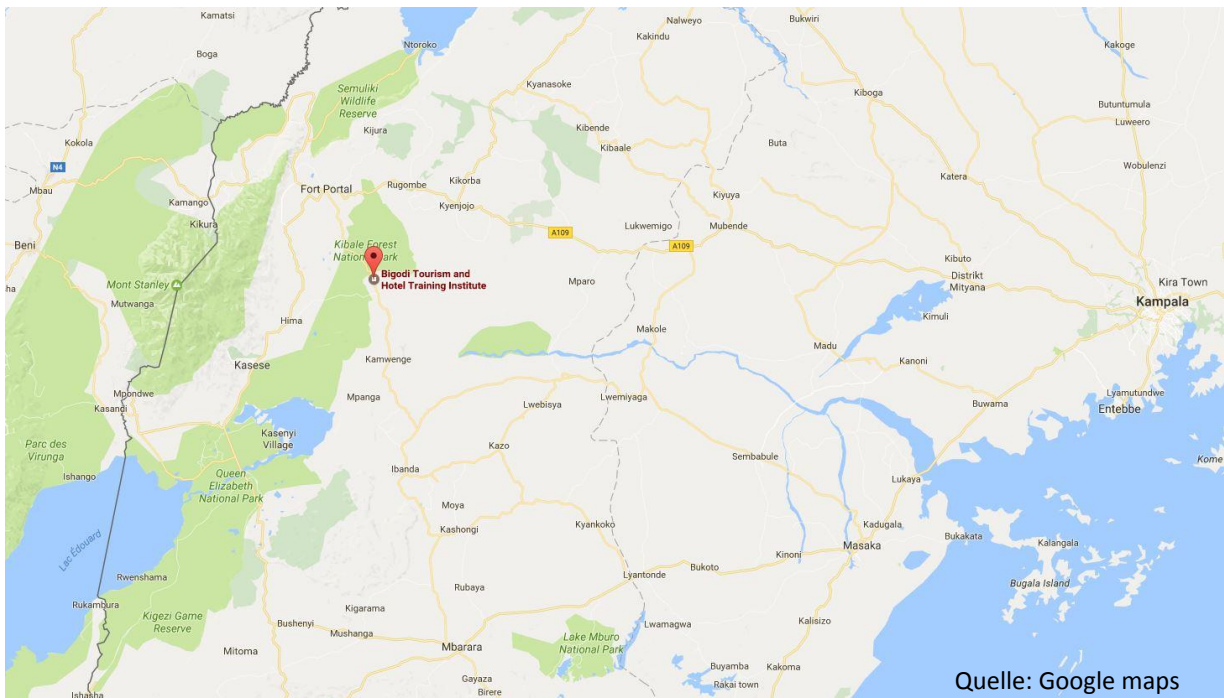 Kamatsi
Nalweyo
Bukwiri
Kakindu
Kakoge
Ntoroko
Boga
Kyanasoke
Kiboga
Semuliki
Wildlife
Reserve
Butuntumula
Luweero
Kijura
Kibende
Kibaale
Buta
Kokola
N4
Wobulenzi
Mbau
Katera
Fort Portal
Rugombe
Kikorba
Kiyuya
Kamango
Kyenjojo
Kikura
Lukwemigo
Mubende
A109
A109
Beni
Kibale Forest
National Park
Kibuto
Bigodi Tourism and
Hotel Training Institute
Distrikt
Mityana
Kira Town
Mont Stanley
Mparo
Mutwanga
Kampala
Hima
Kimuli
Makole
Madu
Kasese
Kamwenge
Kanoni
Mpondwe
Mpanga
Lyamutundwe
Kasandi
Lwebisya
Lwemiyaga
Buwama
Entebbe
Kasenyi
Village
Parc des
Virunga
Kazo
Sembabule
Kome
Ishango
Queen
Elizabeth
National Park
Ibanda
Lukaya
Moya
Kashongi
Kyankoko
Kadugala
Lac Édouard
Masaka
Bukakata
Kalangala
Kinoni
Bukoto
Rwenshama
Lyantonde
Rubaya
Bugala Island
Rukambura
Kigezi Game
Reserve
Kigarama
Bushenyi
Mushanga
Lwamagwa
Kalisizo
Mbarara
Lake Mburo
National Park
Mitoma
Buyamba
Kakoma
Gayaza
Rakai town
Birere
Ishasha
Quelle: Google maps